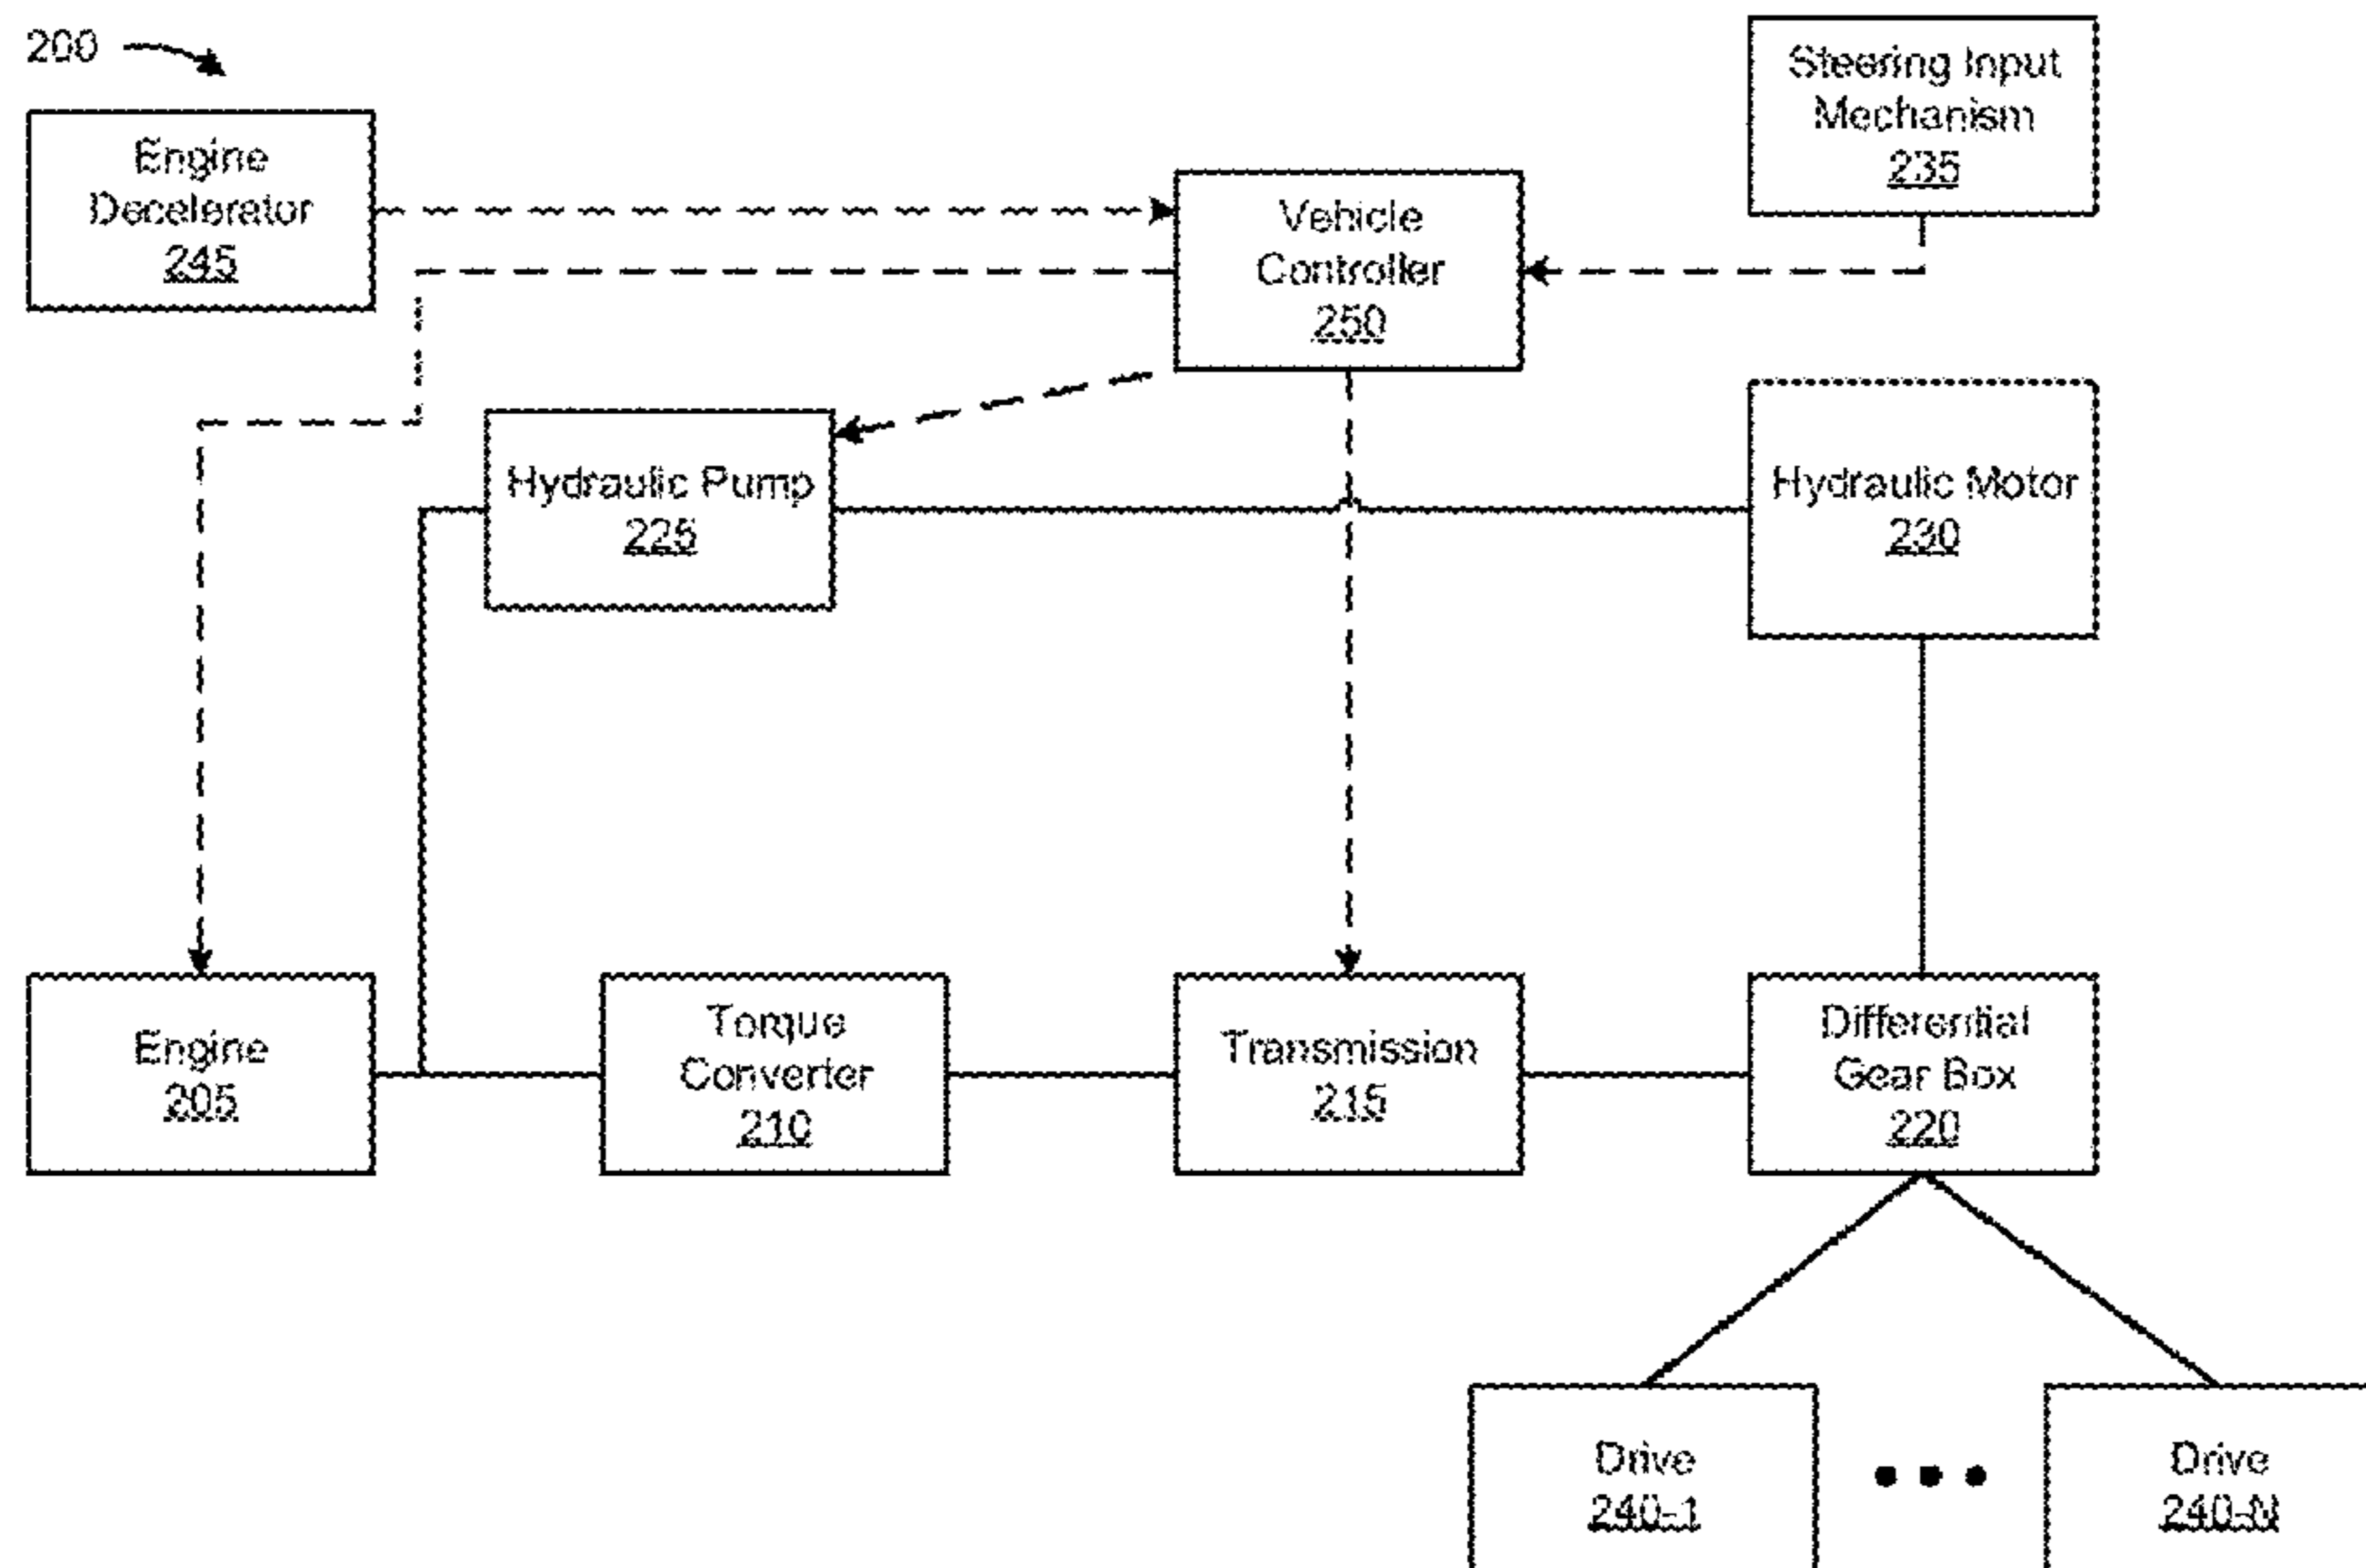 200
Engine
Decelerator
245
Vehicle
Controller
250
Steering Input
Mechanism
235
Hydraulic Pump
225
Hydraulic Motor
230
Engine
205
Torque
Converter
210
Transmission
215
Differential
Gear Box
220
Drive
240-1
Drive
240-N